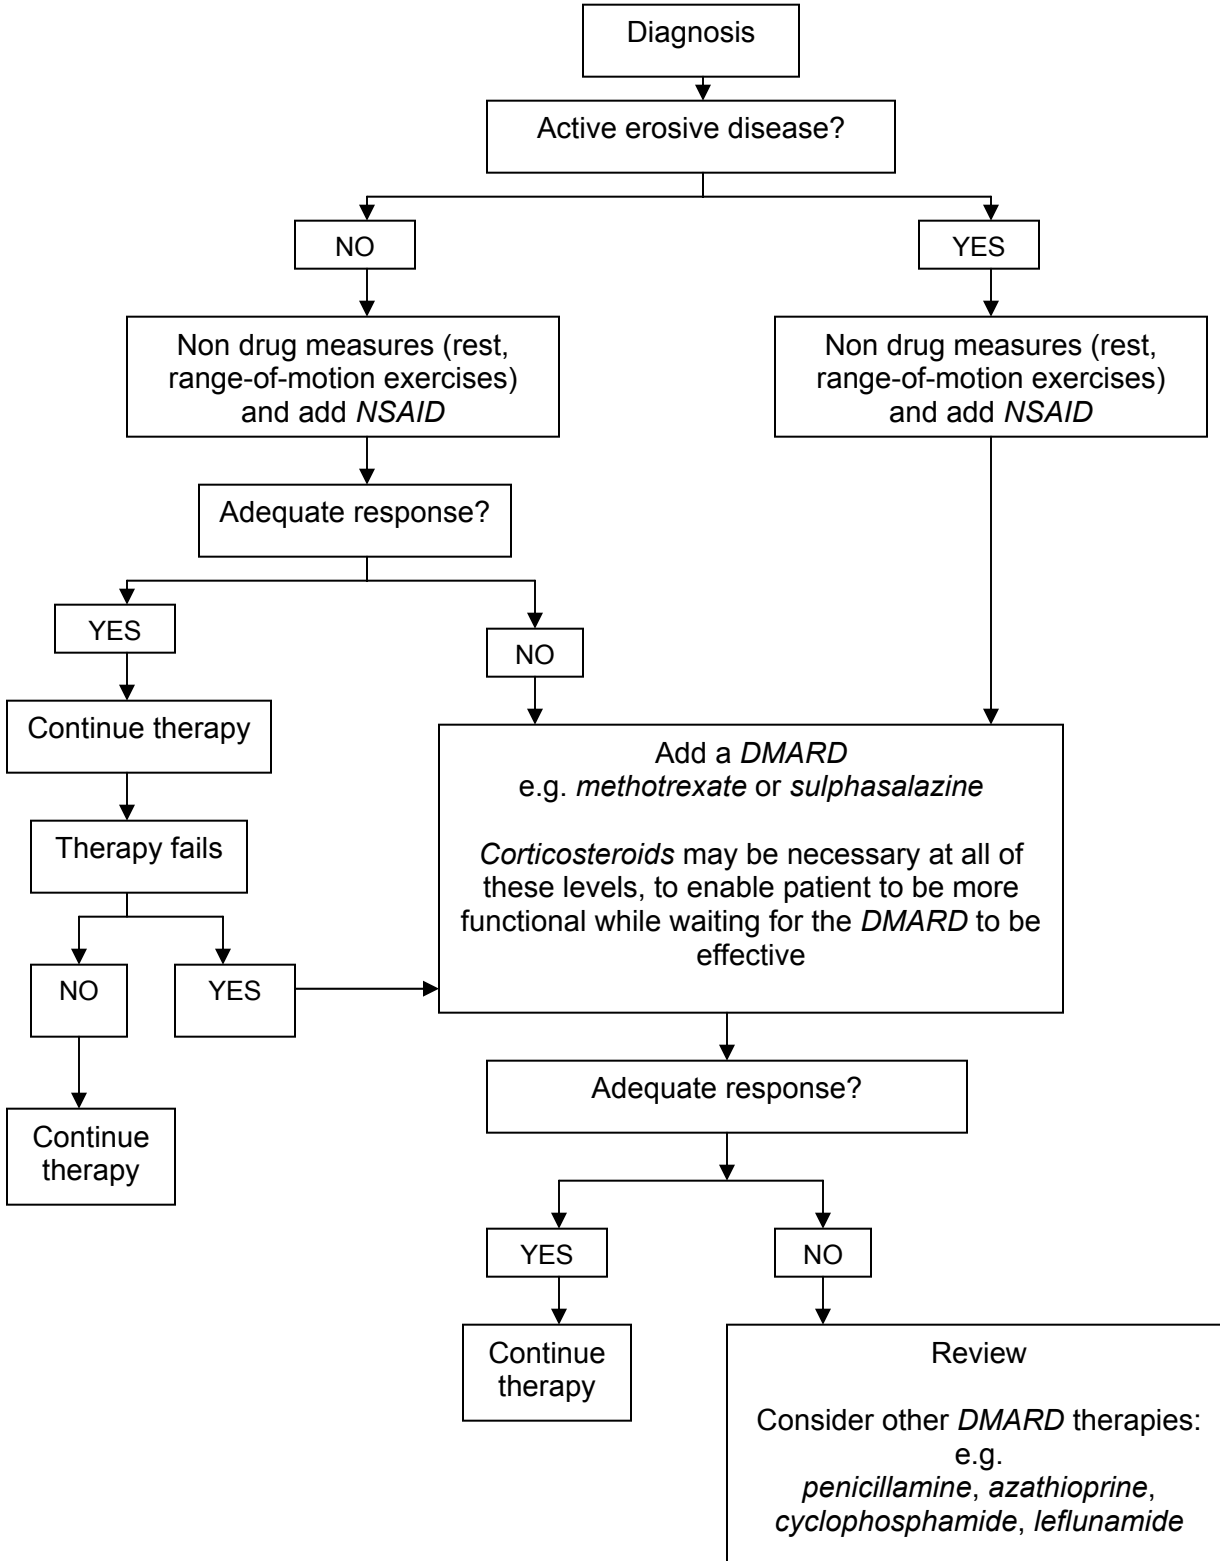 Diagnosis
Active erosive disease?
NO
YES
Non drug measures (rest,
range-of-motion exercises)
and add NSAID
Non drug measures (rest,
range-of-motion exercises)
and add NSAID
Adequate response?
YES
NO
Continue therapy
Add a DMARD
e.g. methotrexate or sulphasalazine
Corticosteroids may be necessary at all of
these levels, to enable patient to be more
functional while waiting for the DMARD to be
effective
Therapy fails
NO
YES
Continue
therapy
Adequate response?
YES
NO
Continue
therapy
Review
Consider other DMARD therapies:
e.g.
penicillamine, azathioprine,
cyclophosphamide, leflunamide